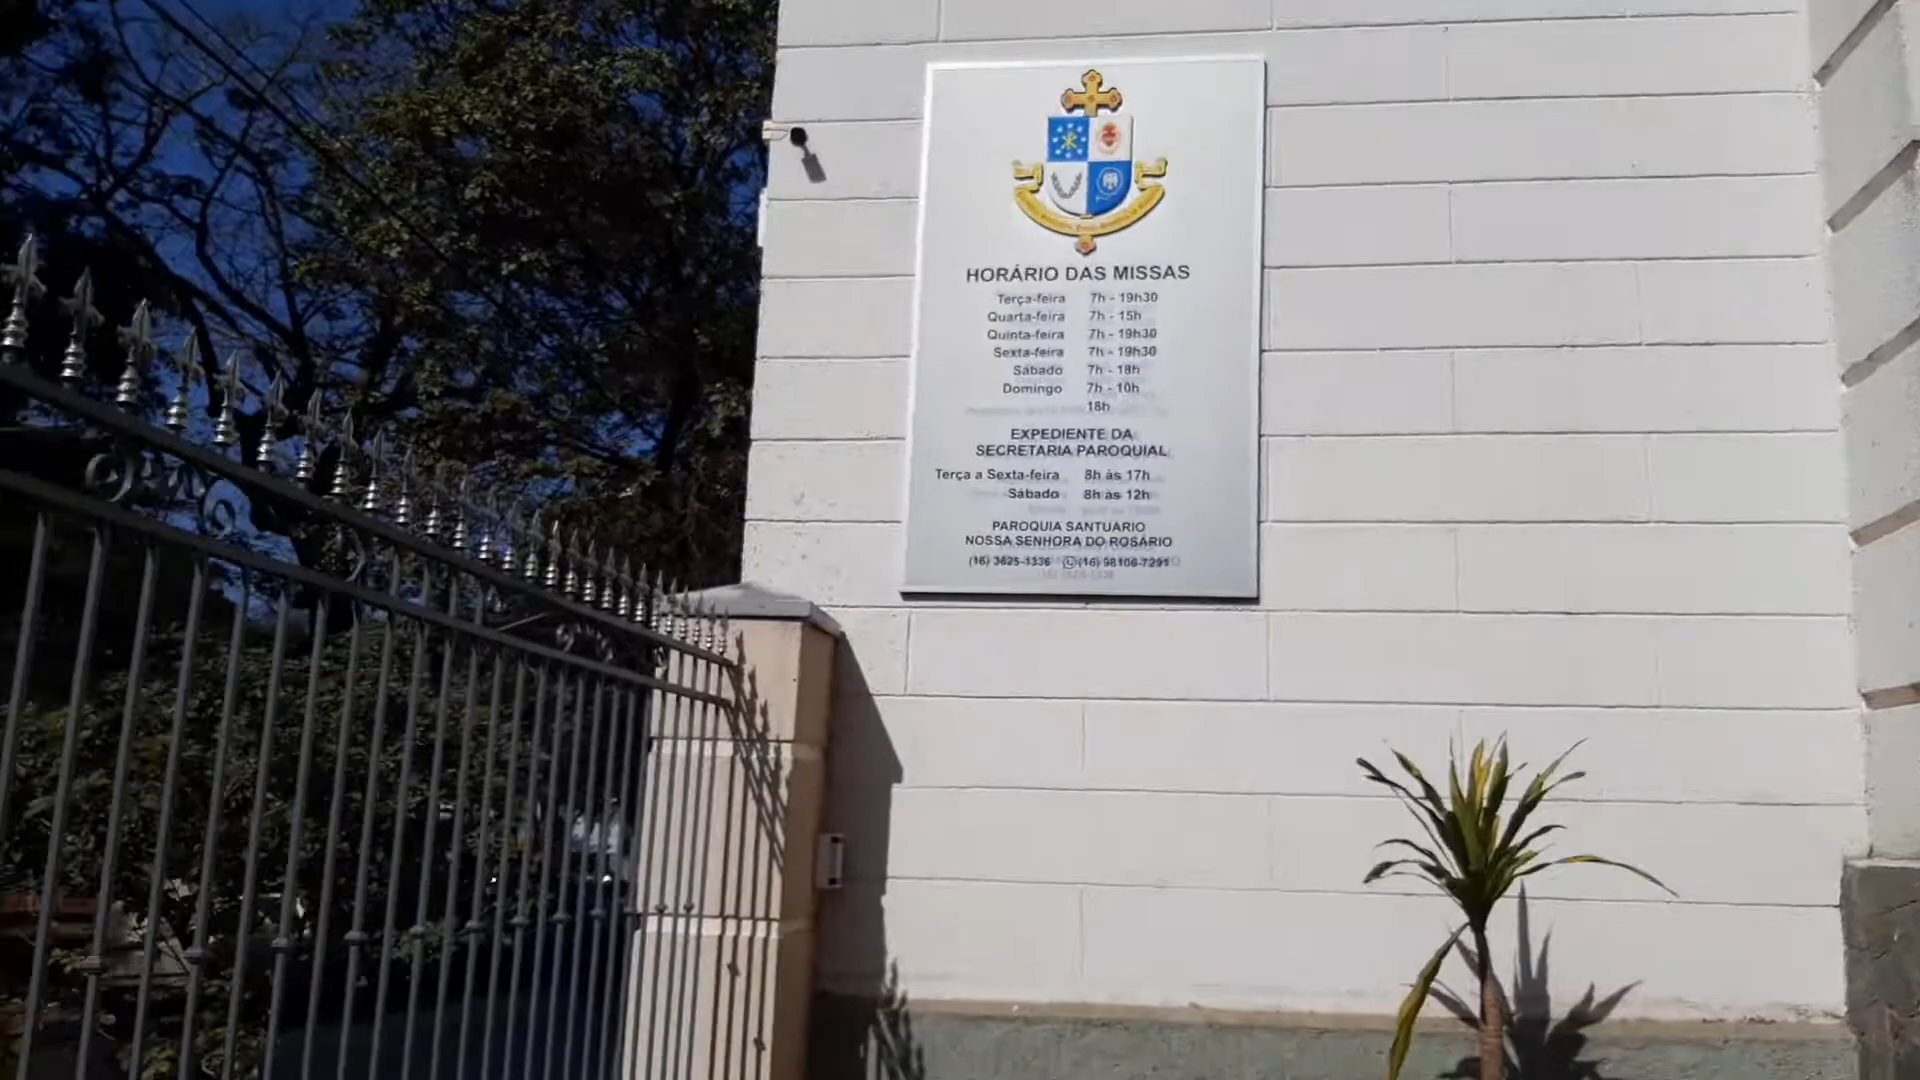 HORÁRIO DAS MISSAS
Terça-feira 7h - 19h30
Quarta-feira 7h - 15h
Quinta-feira 7h - 19h30
Sexta-feira 7h - 19h30
Sábado 7h - 18h
Domingo 7h - 10h
18h
EXPEDIENTE DA
SECRETARIA PAROQUIAL
Terça a Sexta-feira 8h às 17h
Sábado 8h às 12h
PAROQUIA SANTUÁRIO
NOSSA SENHORA DO ROSÁRIO
(16) 3625-1336 (16) 98106-7291